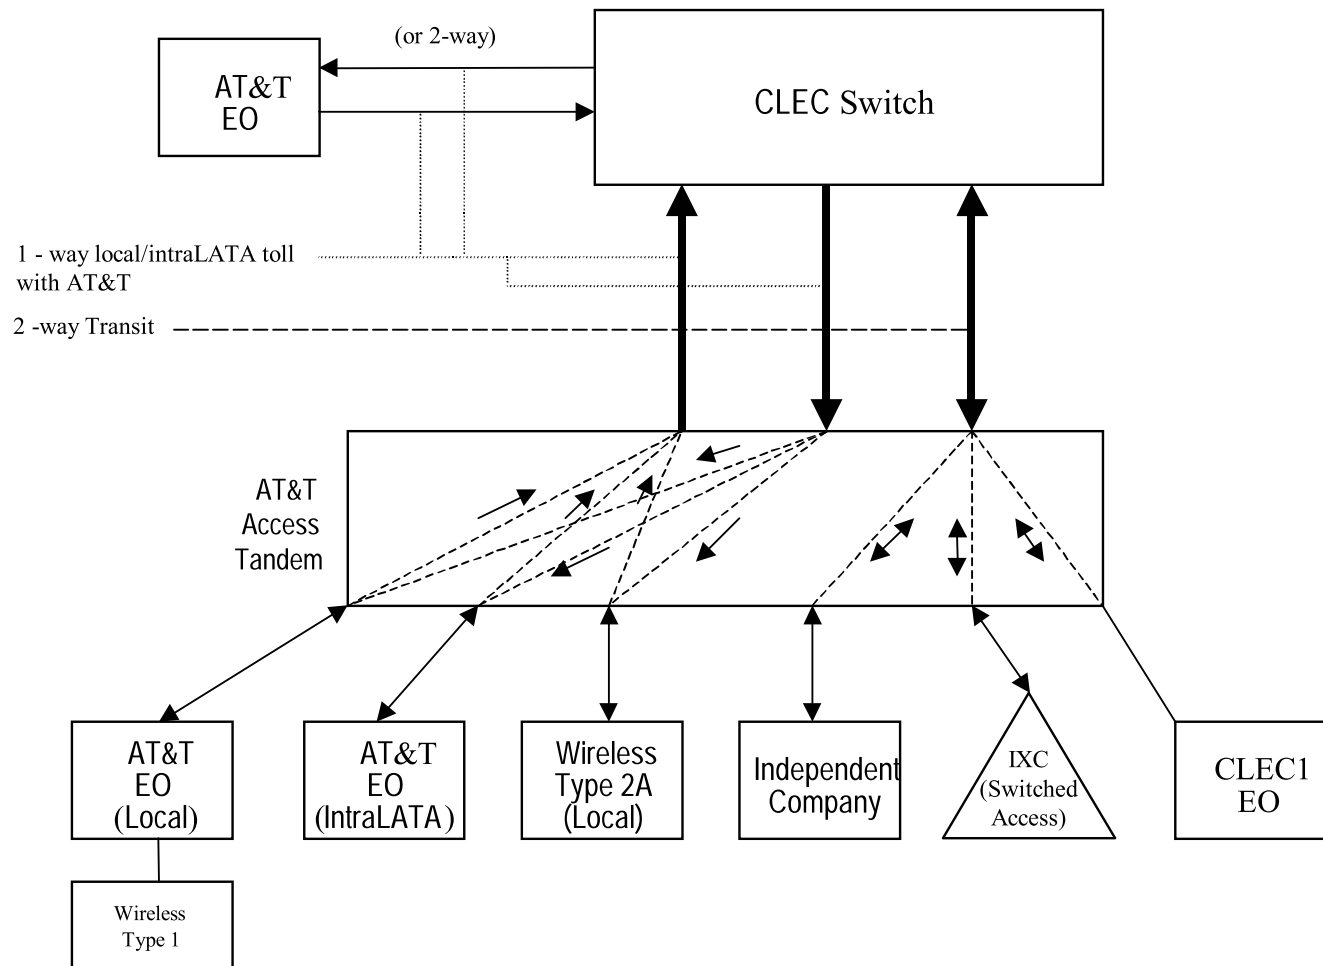 (or 2-way)
AT&T
EO
CLEC Switch
1 - way local/intraLATA toll
with AT&T
2 -way Transit
AT&T
Access
Tandem
AT&T
EO
(Local)
AT&T
EO
(IntraLATA)
Wireless
Type 2A
(Local)
Independent
Company
IXC
(Switched
Access)
CLEC1
EO
Wireless
Type 1